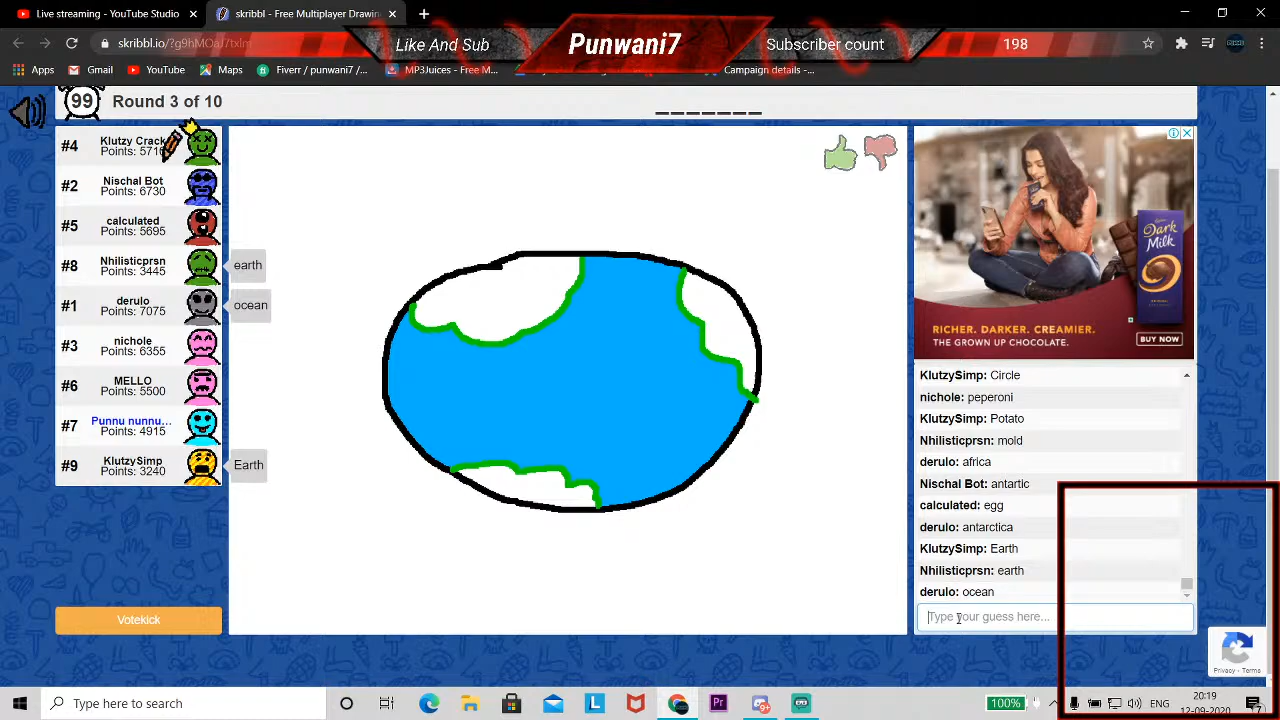 Live streaming - YouTube Studio
skribbl - Free Multiplayer Drawin
skribbl.io/?g9hMOaJ7txlm
Like And Sub
Punwani7
Subscriber count
198
Apps
Gmail
YouTube
Maps
Fiverr / punwani7 /...
MP3Juices - Free M...
Campaign details -...
99
Round 3 of 10
_ _ _ _ _ _ _
#4
Klutzy Crack
Points: 5716
#2
Nischal Bot
Points: 6730
#5
calculated
Points: 5695
#8
Nhilisticprsn
Points: 3445
earth
#1
derulo
Points: 7075
ocean
#3
nichole
Points: 6355
#6
MELLO
Points: 5500
#7
Punnu nunnu...
Points: 4915
#9
KlutzySimp
Points: 3240
Earth
Votekick
Dark
Milk
RICHER. DARKER. CREAMIER.
THE GROWN UP CHOCOLATE.
BUY NOW
KlutzySimp: Circle
nichole: peperoni
KlutzySimp: Potato
Nhilisticprsn: mold
derulo: africa
Nischal Bot: antartic
calculated: egg
derulo: antarctica
KlutzySimp: Earth
Nhilisticprsn: earth
derulo: ocean
Type your guess here...
Privacy - Terms
Type here to search
100%
ENG
20:19
12-09-2020